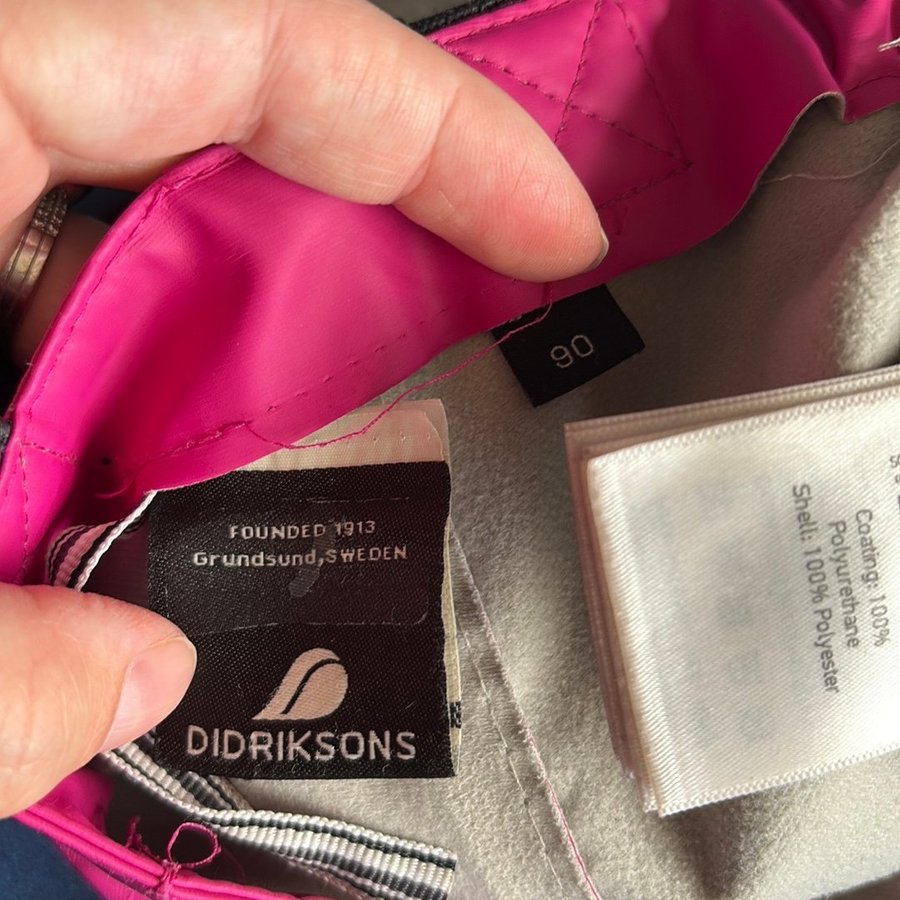 90
FOUNDED 1913
Grundsund, SWEDEN
DIDRIKSONS
Coating: 100%
Polyurethane
Shell: 100% Polyester